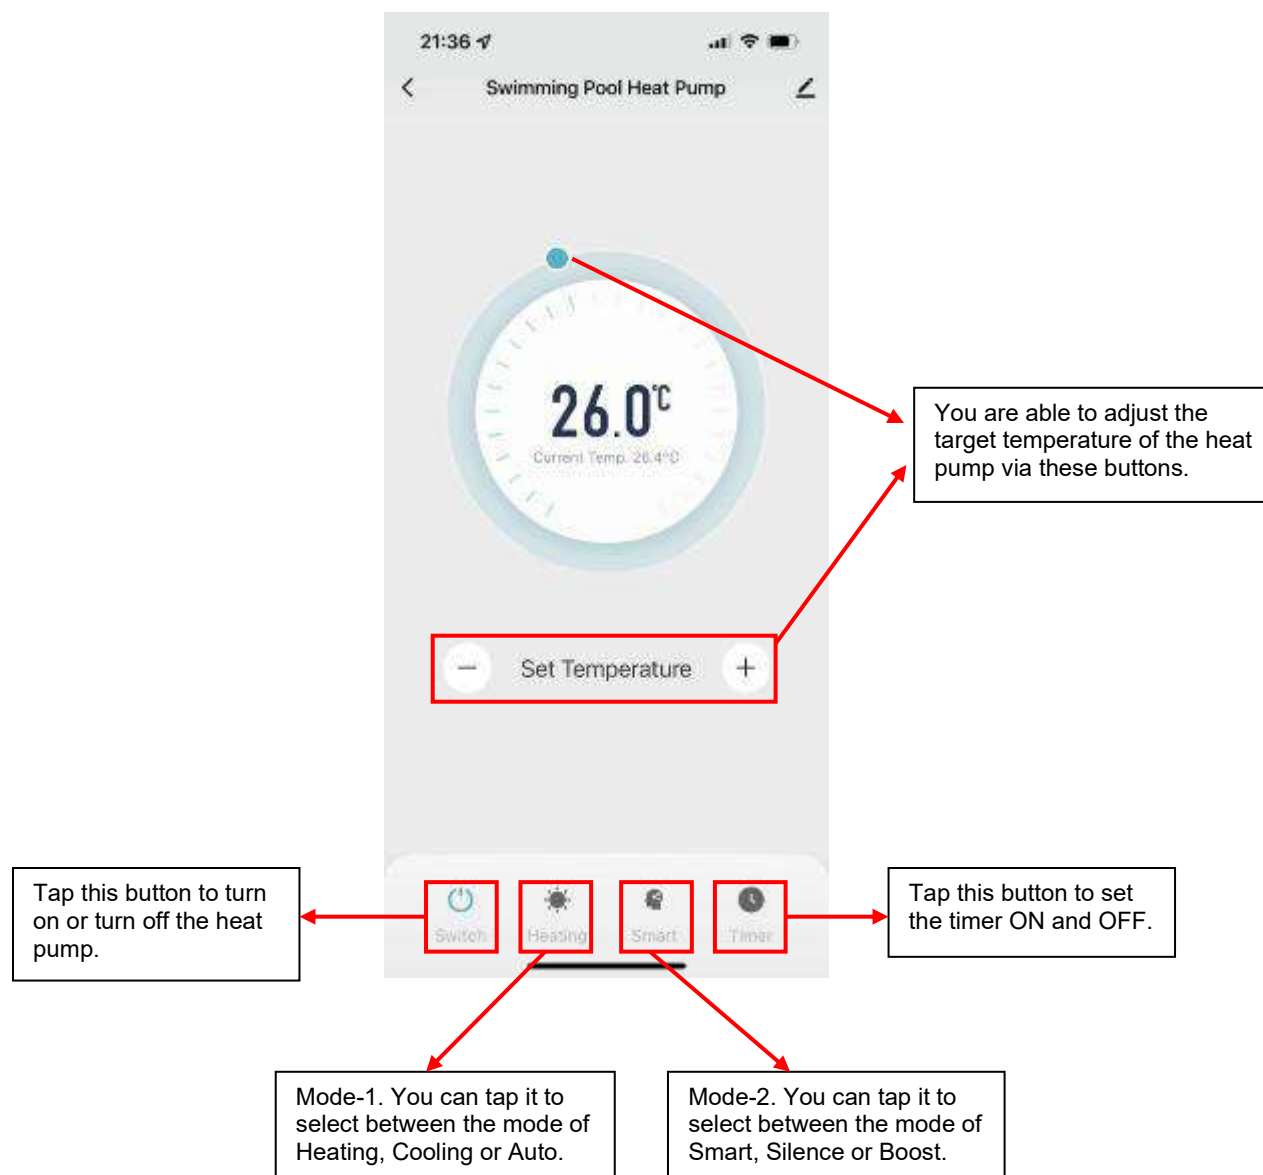 21:36
Swimming Pool Heat Pump
26.0°C
Current Temp. 26.4°C
You are able to adjust the
target temperature of the heat
pump via these buttons.
− Set Temperature +
Tap this button to turn
on or turn off the heat
pump.
Switch
Heating
Smart
Timer
Tap this button to set
the timer ON and OFF.
Mode-1. You can tap it to
select between the mode of
Heating, Cooling or Auto.
Mode-2. You can tap it to
select between the mode of
Smart, Silence or Boost.